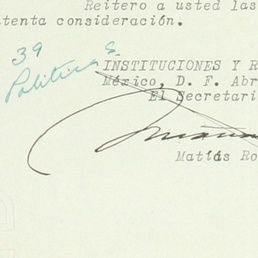 Reitero a usted las
atenta consideración.
39
Política
INSTITUCIONES Y R
México, D. F. Abr
El Secretari
Matías Ro